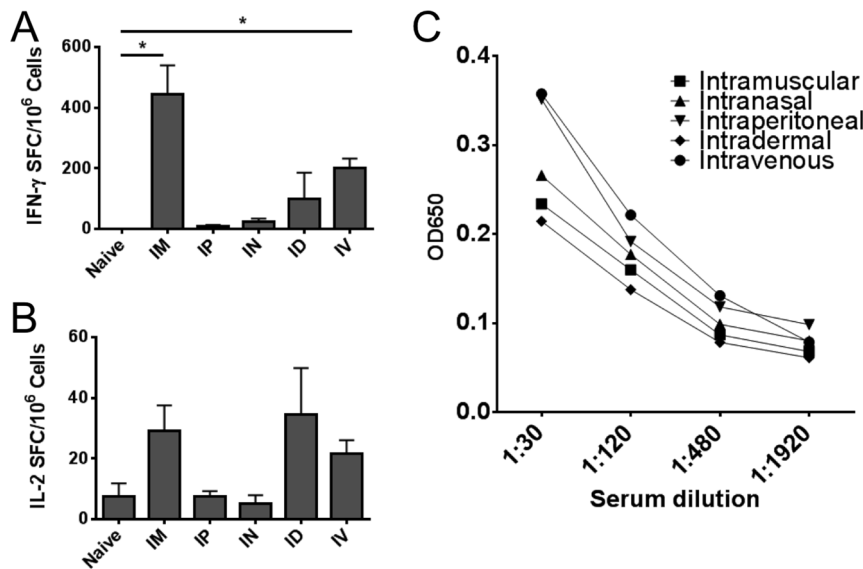 A
*
*
IFN-γ SFC/10⁶ Cells
600
400
200
0
Naive IM IP IN ID IV
B
IL-2 SFC/10⁶ Cells
60
40
20
0
Naive IM IP IN ID IV
C
OD650
0.4
0.3
0.2
0.1
0.0
Intramuscular
Intranasal
Intraperitoneal
Intradermal
Intravenous
1:30 1:120 1:480 1:1920
Serum dilution